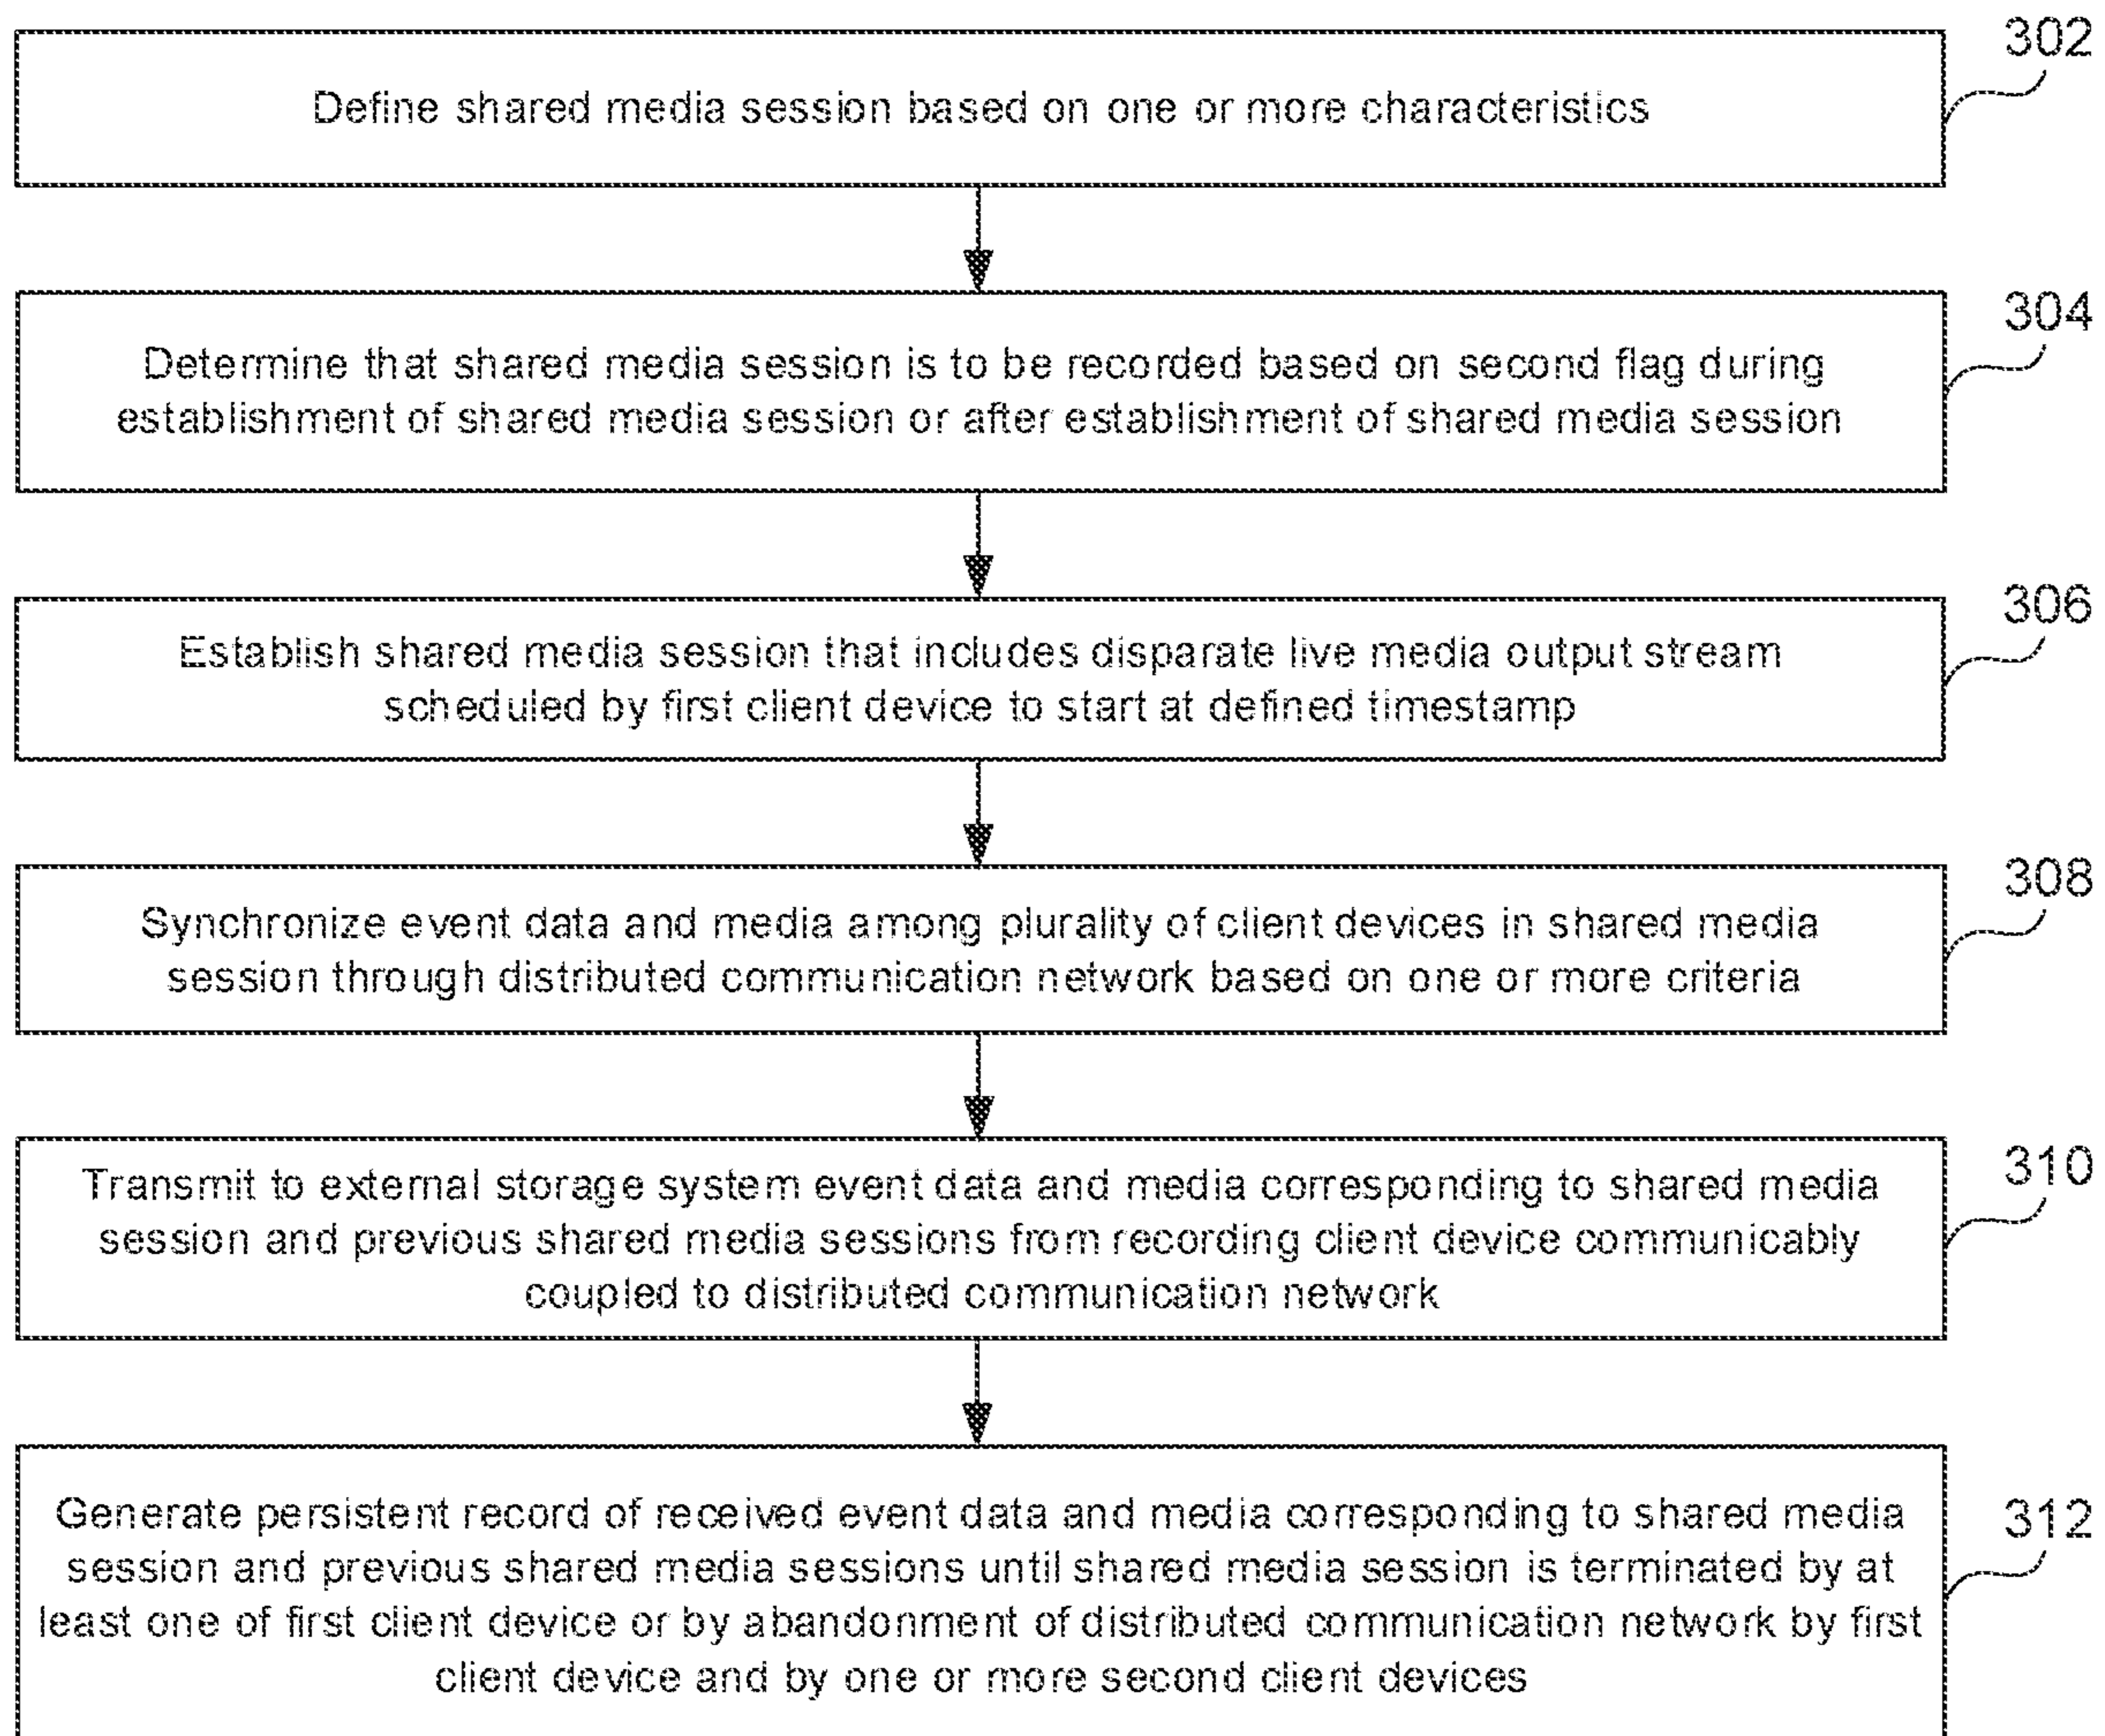 302
Define shared media session based on one or more characteristics
304
Determine that shared media session is to be recorded based on second flag during
establishment of shared media session or after establishment of shared media session
306
Establish shared media session that includes disparate live media output stream
scheduled by first client device to start at defined timestamp
308
Synchronize event data and media among plurality of client devices in shared media
session through distributed communication network based on one or more criteria
310
Transmit to external storage system event data and media corresponding to shared media
session and previous shared media sessions from recording client device communicably
coupled to distributed communication network
312
Generate persistent record of received event data and media corresponding to shared media
session and previous shared media sessions until shared media session is terminated by at
least one of first client device or by abandonment of distributed communication network by first
client device and by one or more second client devices